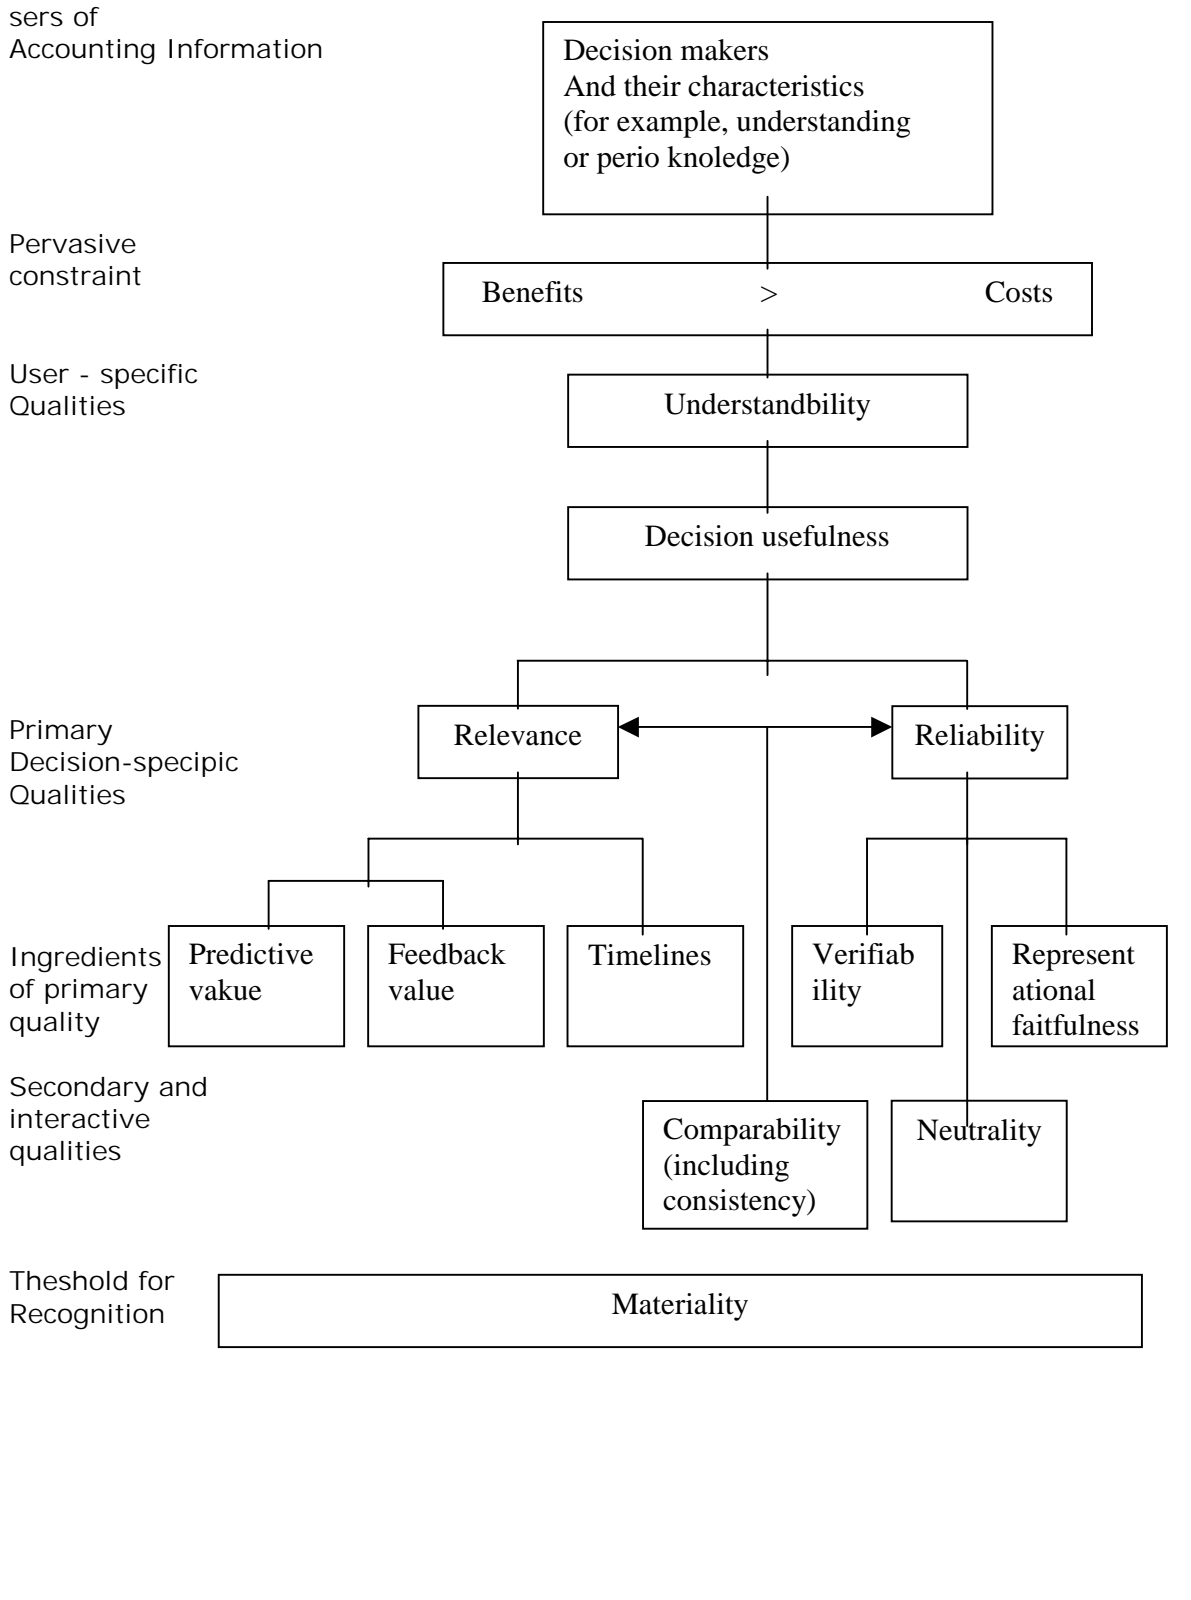 sers of
Accounting Information
Decision makers
And their characteristics
(for example, understanding
or perio knoledge)
Pervasive
constraint
Benefits > Costs
User - specific
Qualities
Understandbility
Decision usefulness
Primary
Decision-specipic
Qualities
Relevance
Reliability
Ingredients
of primary
quality
Predictive
vakue
Feedback
value
Timelines
Verifiab
ility
Represent
ational
faitfulness
Secondary and
interactive
qualities
Comparability
(including
consistency)
Neutrality
Theshold for
Recognition
Materiality